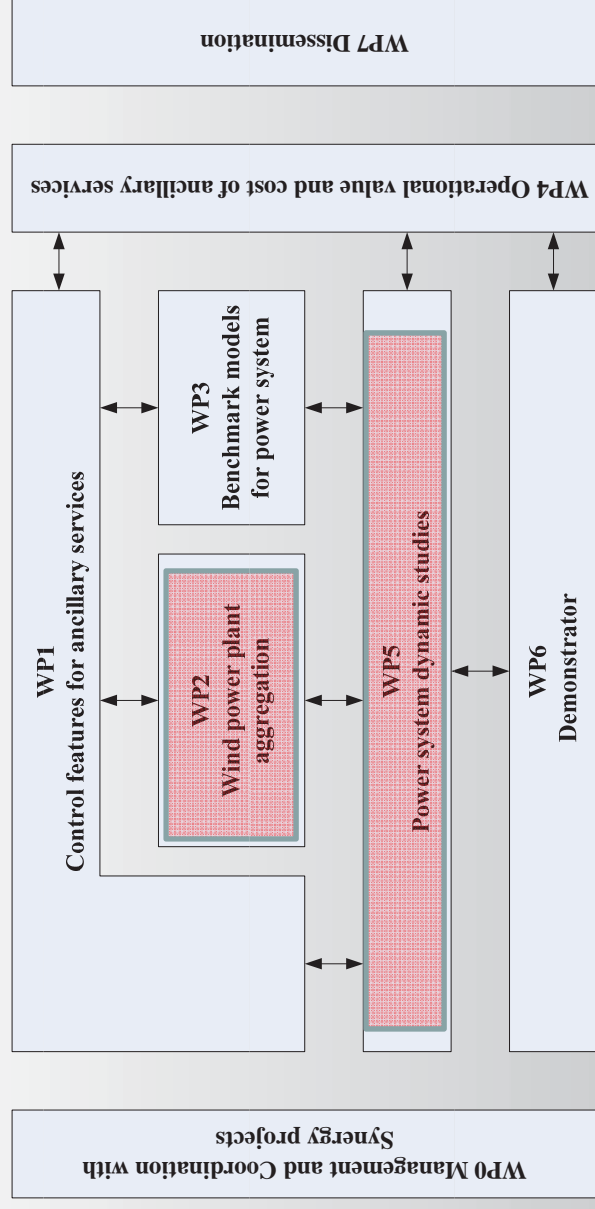 WP0 Management and Coordination with
Synergy projects
WP1
Control features for ancillary services
WP2
Wind power plant
aggregation
WP3
Benchmark models
for power system
WP5
Power system dynamic studies
WP6
Demonstrator
WP4 Operational value and cost of ancillary services
WP7 Dissemination